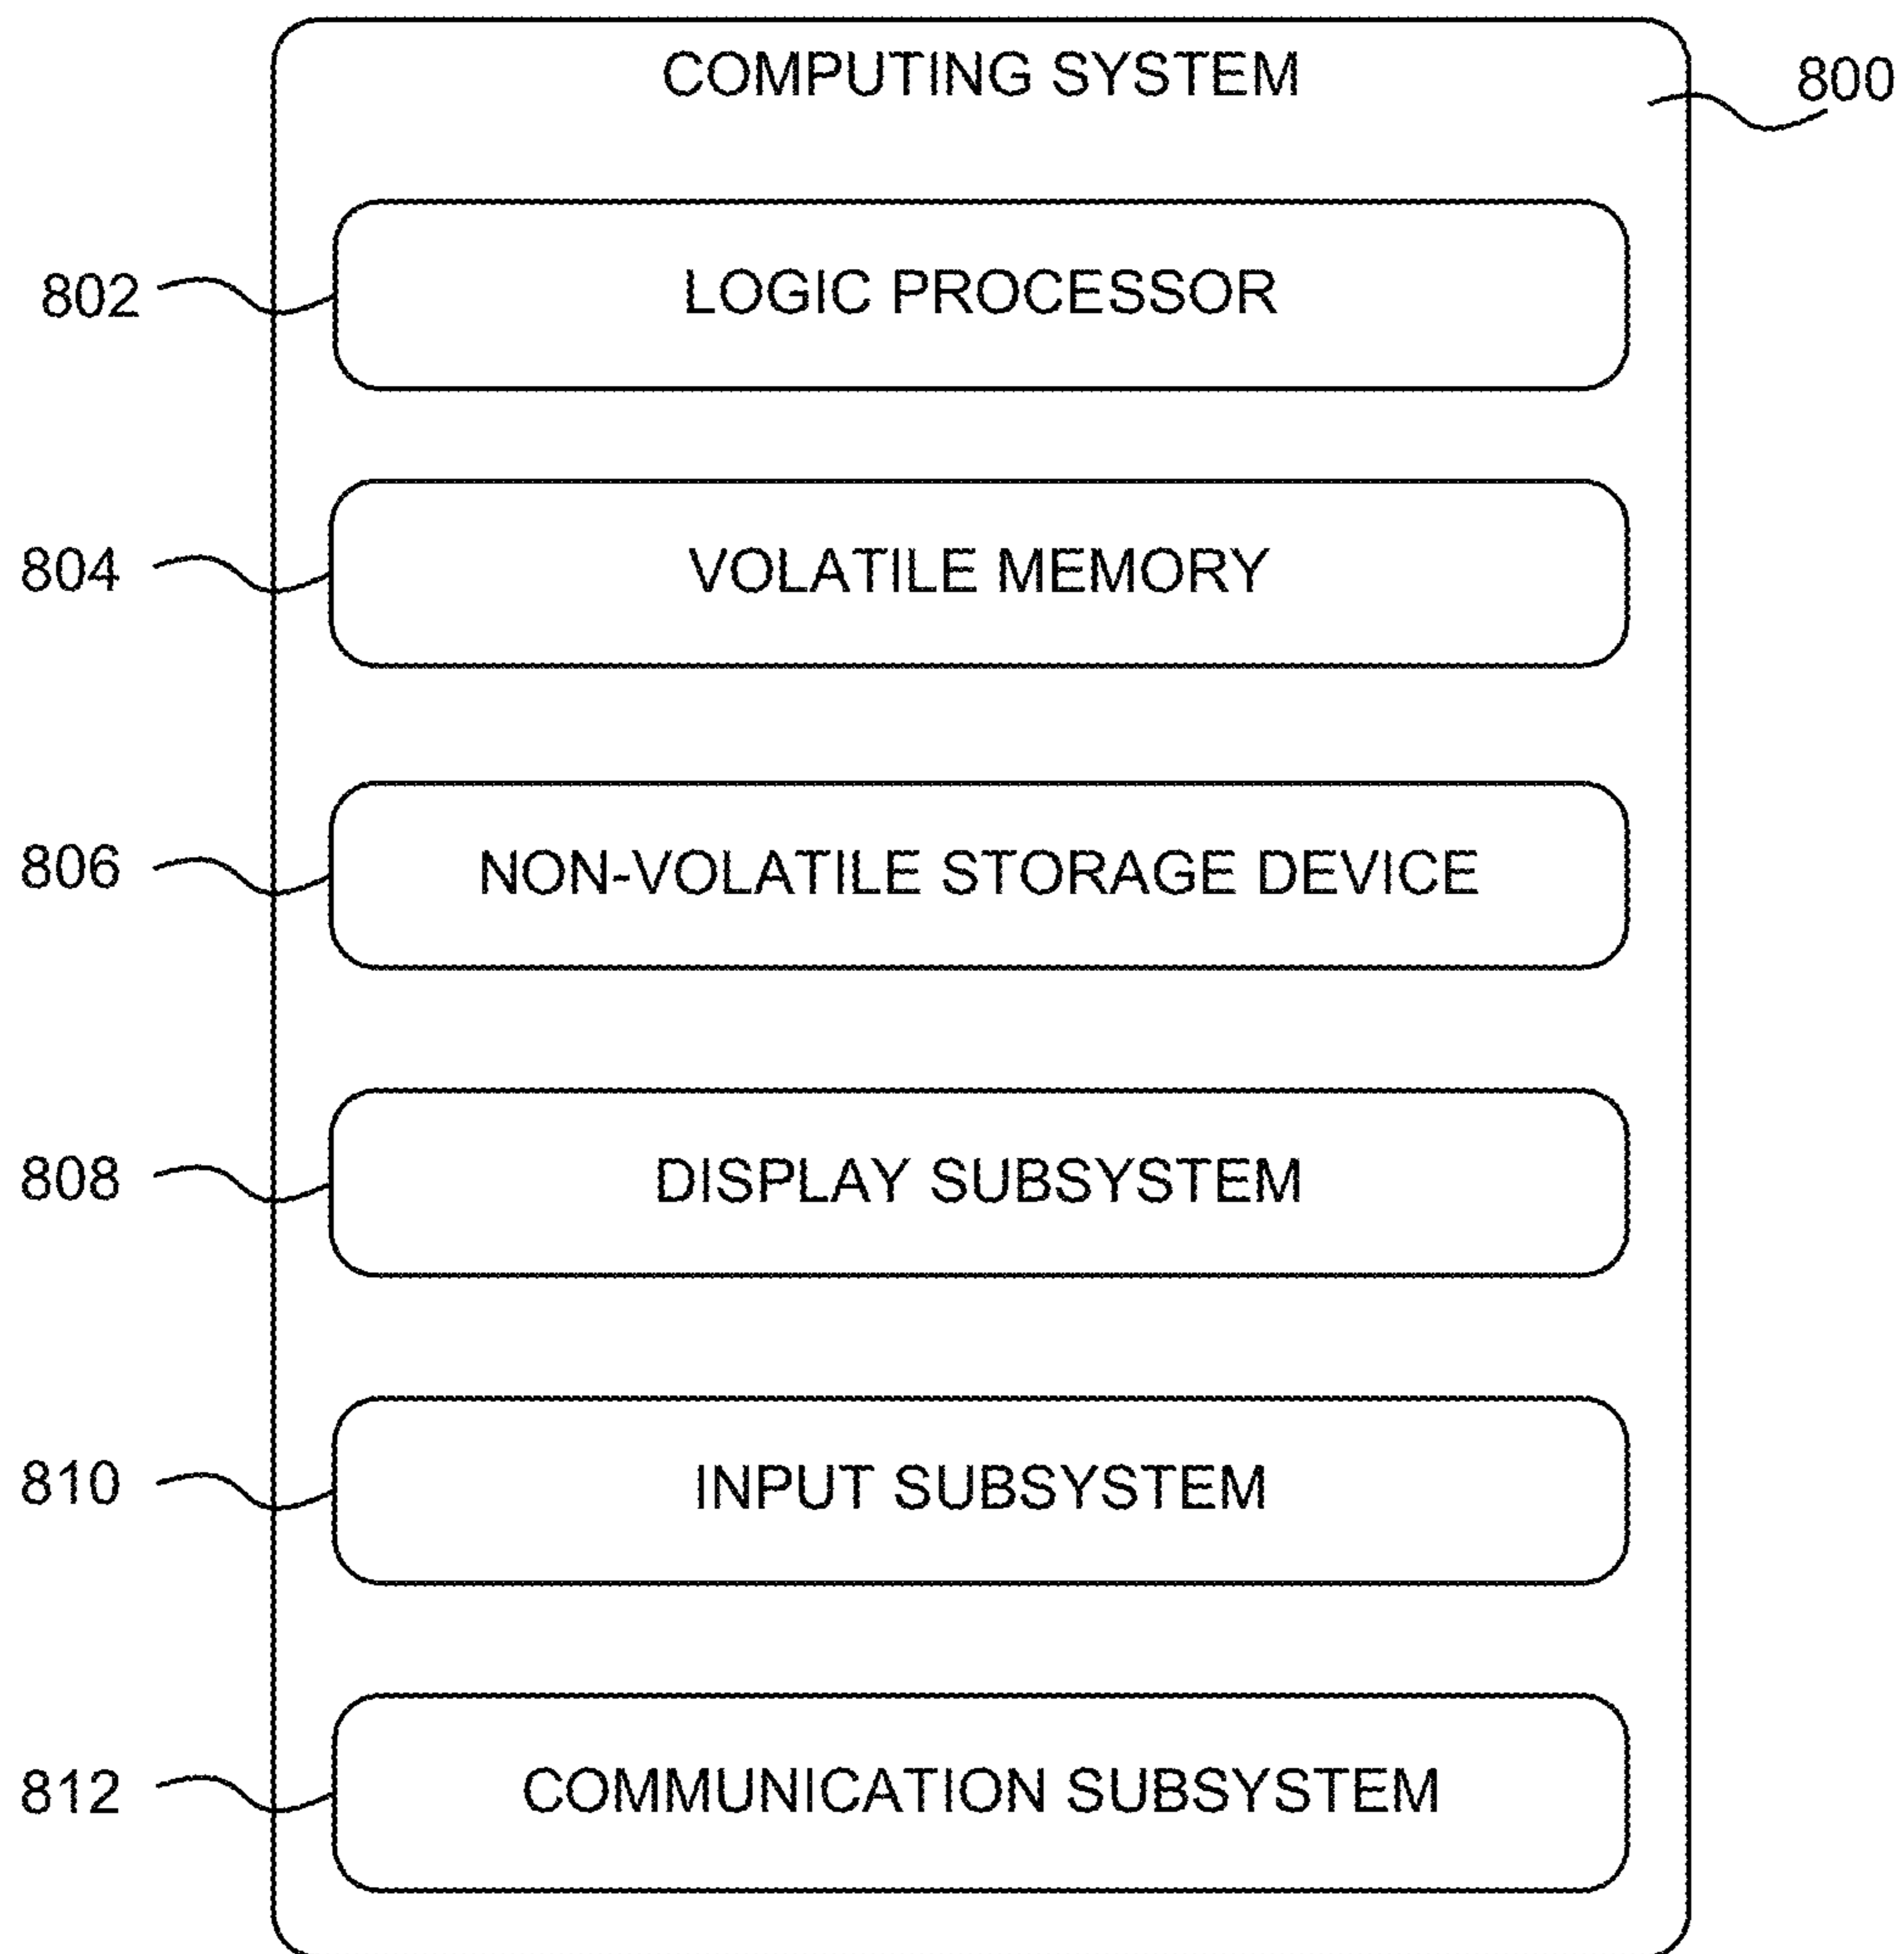 COMPUTING SYSTEM
800
802
LOGIC PROCESSOR
804
VOLATILE MEMORY
806
NON-VOLATILE STORAGE DEVICE
808
DISPLAY SUBSYSTEM
810
INPUT SUBSYSTEM
812
COMMUNICATION SUBSYSTEM